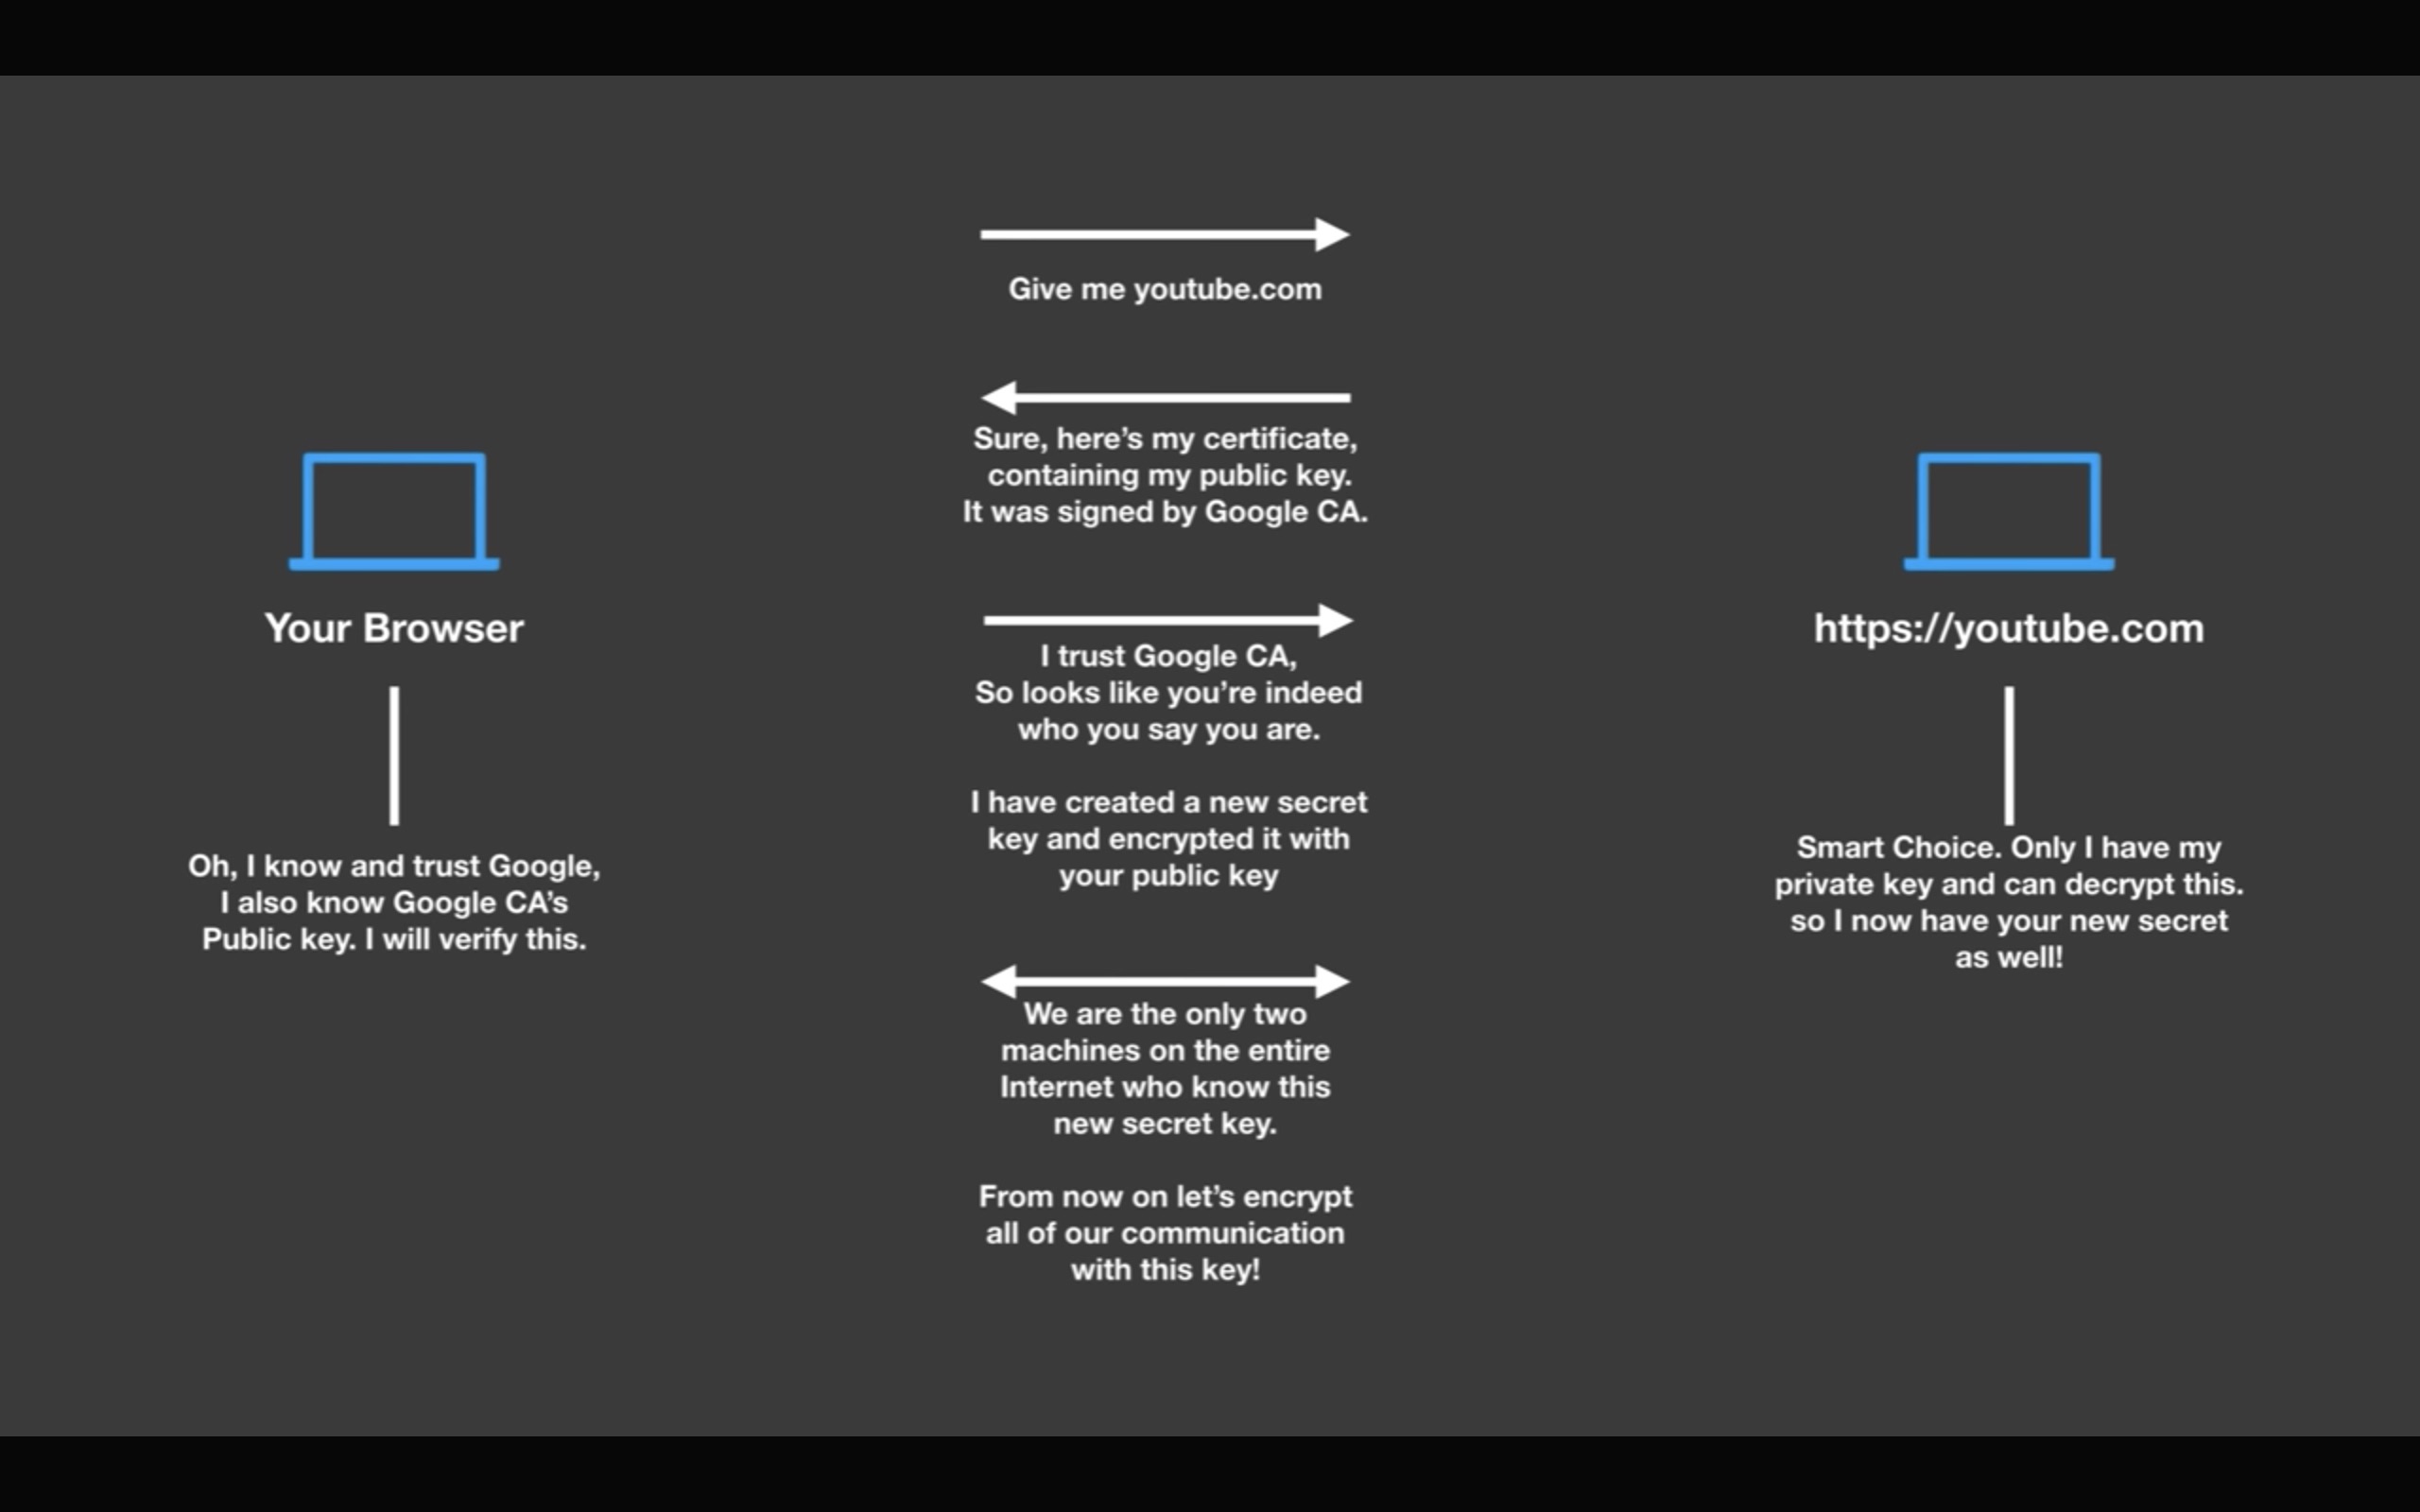 Give me youtube.com
Sure, here’s my certificate,
containing my public key.
It was signed by Google CA.
Your Browser
https://youtube.com
I trust Google CA,
So looks like you’re indeed
who you say you are.
I have created a new secret
key and encrypted it with
your public key
Oh, I know and trust Google,
I also know Google CA’s
Public key. I will verify this.
Smart Choice. Only I have my
private key and can decrypt this.
so I now have your new secret
as well!
We are the only two
machines on the entire
Internet who know this
new secret key.
From now on let’s encrypt
all of our communication
with this key!